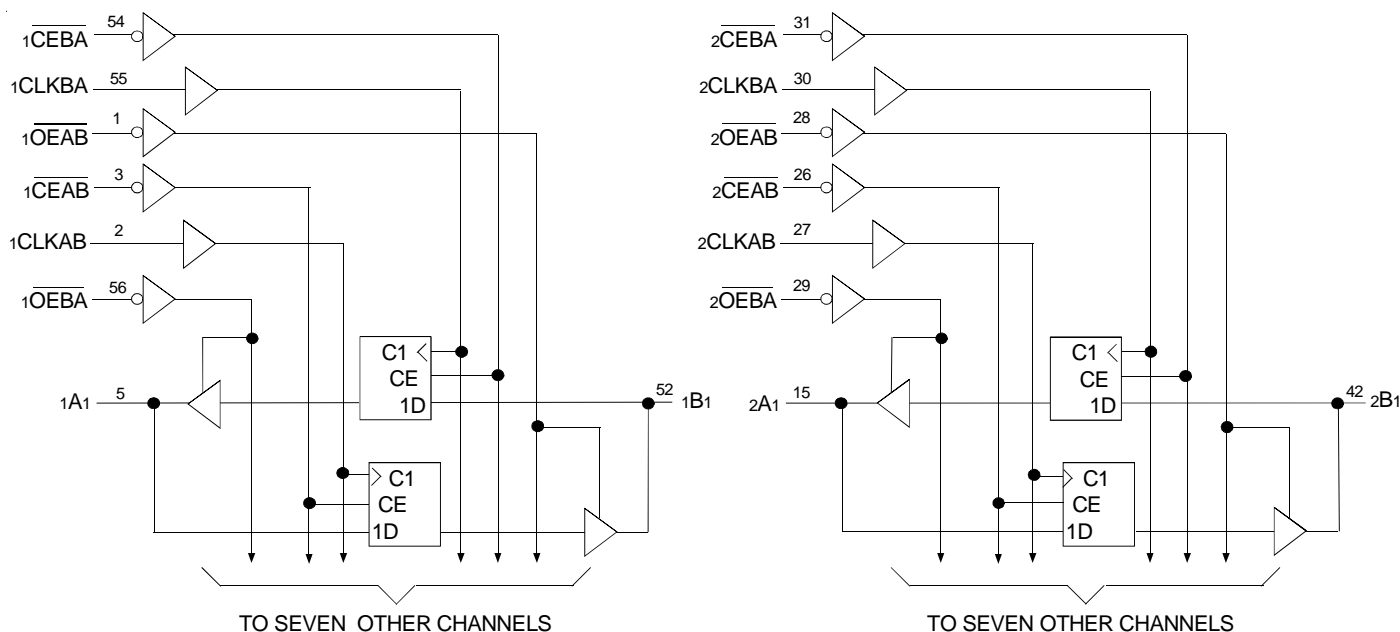 1CEBA 54
1CLKBA 55
1OEAB 1
1CEAB 3
1CLKAB 2
1OEBA 56
C1
CE
1D
1A1 5
52 1B1
C1
CE
1D
TO SEVEN OTHER CHANNELS
2CEBA 31
2CLKBA 30
2OEAB 28
2CEAB 26
2CLKAB 27
2OEBA 29
C1
CE
1D
2A1 15
42 2B1
C1
CE
1D
TO SEVEN OTHER CHANNELS